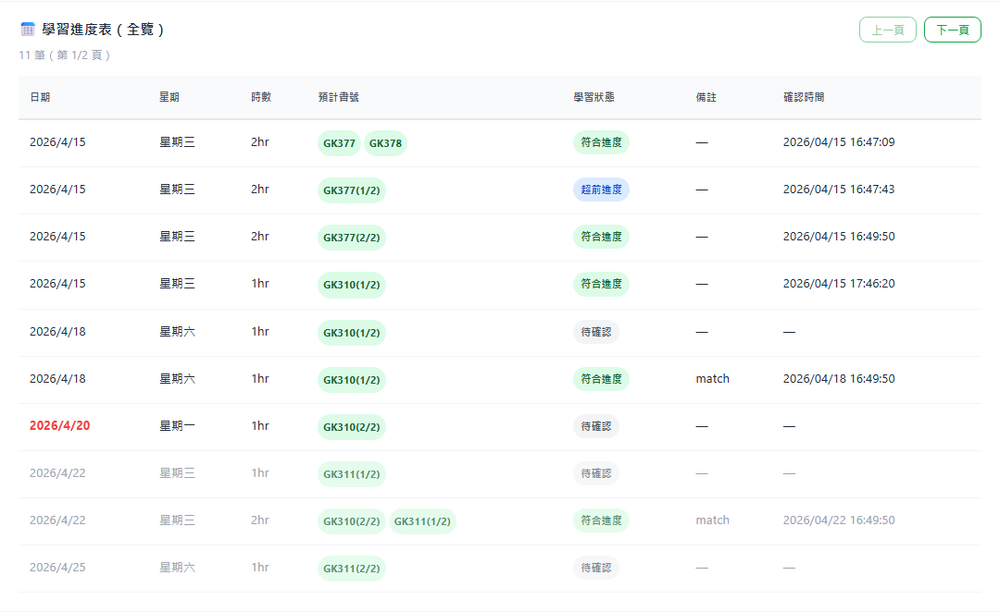 學習進度表 ( 全覽 )
上一頁 下一頁
11 筆 ( 第 1/2 頁 )
日期 星期 時數 預計書號 學習狀態 備註 確認時間
2026/4/15 星期三 2hr GK377 GK378 符合進度 — 2026/04/15 16:47:09
2026/4/15 星期三 2hr GK377(1/2) 超前進度 — 2026/04/15 16:47:43
2026/4/15 星期三 2hr GK377(2/2) 符合進度 — 2026/04/15 16:49:50
2026/4/15 星期三 1hr GK310(1/2) 符合進度 — 2026/04/15 17:46:20
2026/4/18 星期六 1hr GK310(1/2) 待確認 — —
2026/4/18 星期六 1hr GK310(1/2) 符合進度 match 2026/04/18 16:49:50
2026/4/20 星期一 1hr GK310(2/2) 待確認 — —
2026/4/22 星期三 1hr GK311(1/2) 待確認 — —
2026/4/22 星期三 2hr GK310(2/2) GK311(1/2) 符合進度 match 2026/04/22 16:49:50
2026/4/25 星期六 1hr GK311(2/2) 待確認 — —